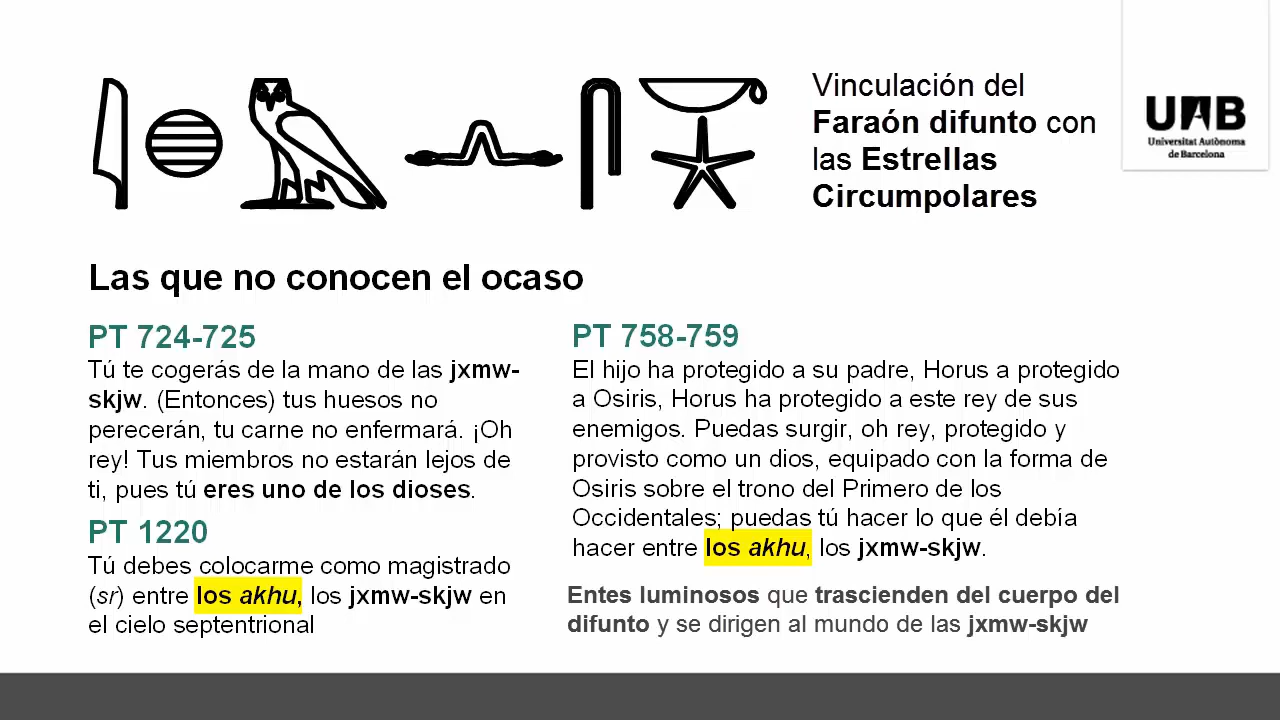 Vinculación del
Faraón difunto con
las Estrellas
Circumpolares
UAB
Universitat Autònoma
de Barcelona
Las que no conocen el ocaso
PT 724-725
Tú te cogerás de la mano de las jxmw-
skjw. (Entonces) tus huesos no
perecerán, tu carne no enfermará. ¡Oh
rey! Tus miembros no estarán lejos de
ti, pues tú eres uno de los dioses.
PT 1220
Tú debes colocarme como magistrado
(sr) entre los akhu, los jxmw-skjw en
el cielo septentrional
PT 758-759
El hijo ha protegido a su padre, Horus a protegido
a Osiris, Horus ha protegido a este rey de sus
enemigos. Puedas surgir, oh rey, protegido y
provisto como un dios, equipado con la forma de
Osiris sobre el trono del Primero de los
Occidentales; puedas tú hacer lo que él debía
hacer entre los akhu, los jxmw-skjw.
Entes luminosos que trascienden del cuerpo del
difunto y se dirigen al mundo de las jxmw-skjw